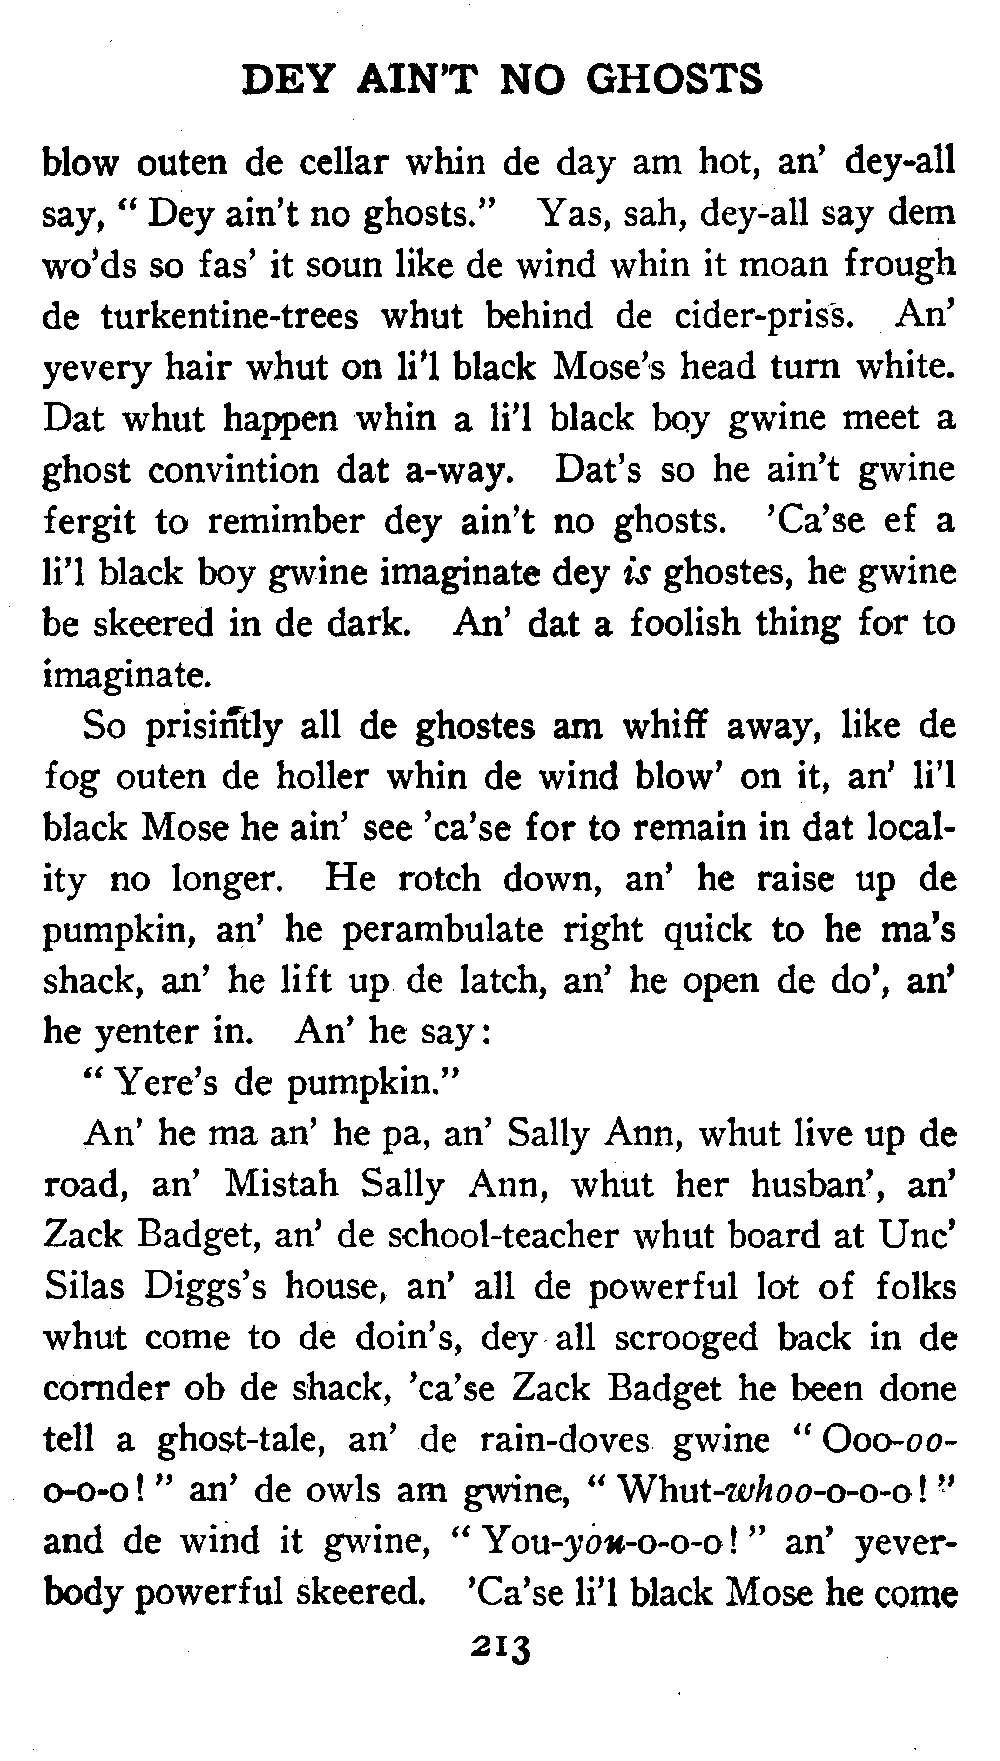 DEY AIN'T NO GHOSTS
blow outen de cellar whin de day am hot, an' dey-all
say, " Dey ain't no ghosts." Yas, sah, dey-all say dem
wo'ds so fas' it soun like de wind whin it moan frough
de turkentine-trees whut behind de cider-priss. An'
yevery hair whut on li'l black Mose's head turn white.
Dat whut happen whin a li'l black boy gwine meet a
ghost convintion dat a-way. Dat's so he ain't gwine
fergit to remimber dey ain't no ghosts. 'Ca'se ef a
li'l black boy gwine imaginate dey is ghostes, he gwine
be skeered in de dark. An' dat a foolish thing for to
imaginate.
So prisintly all de ghostes am whiff away, like de
fog outen de holler whin de wind blow' on it, an' li'l
black Mose he ain' see 'ca'se for to remain in dat local-
ity no longer. He rotch down, an' he raise up de
pumpkin, an' he perambulate right quick to he ma's
shack, an' he lift up de latch, an' he open de do', an'
he yenter in. An' he say:
" Yere's de pumpkin."
An' he ma an' he pa, an' Sally Ann, whut live up de
road, an' Mistah Sally Ann, whut her husban', an'
Zack Badget, an' de school-teacher whut board at Unc'
Silas Diggs's house, an' all de powerful lot of folks
whut come to de doin's, dey all scrooged back in de
cornder ob de shack, 'ca'se Zack Badget he been done
tell a ghost-tale, an' de rain-doves gwine " Ooo-oo-
o-o-o! " an' de owls am gwine, " Whut-whoo-o-o-o! "
and de wind it gwine, " You-you-o-o-o! " an' yever-
body powerful skeered. 'Ca'se li'l black Mose he come
213